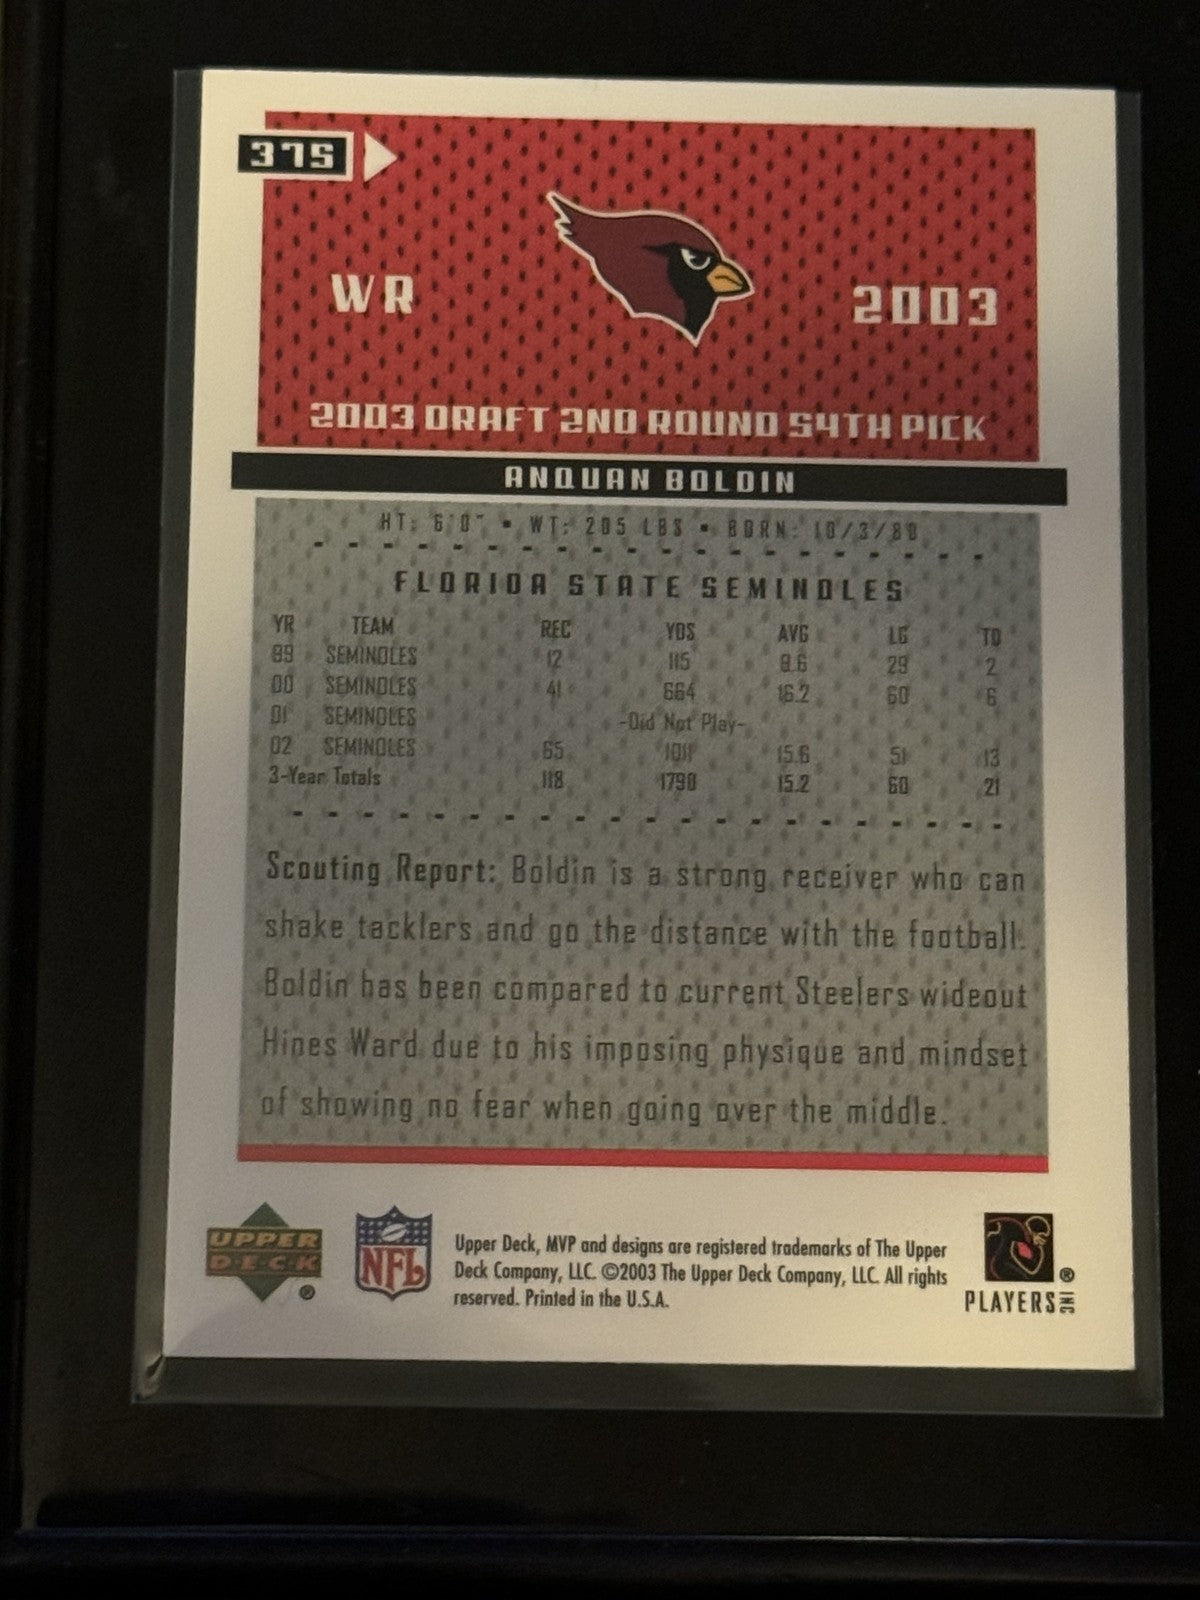 375
WR
2003
2003 DRAFT 2ND ROUND 54TH PICK
ANQUAN BOLDIN
HT: 6'0" • WT: 205 LBS • BORN: 10/3/80
FLORIDA STATE SEMINOLES
YR TEAM REC YDS AVG LG TD
99 SEMINOLES 12 115 9.6 29 2
00 SEMINOLES 41 664 16.2 60 6
01 SEMINOLES -Did Not Play-
02 SEMINOLES 65 1011 15.6 51 13
3-Year Totals 118 1790 15.2 60 21
Scouting Report: Boldin is a strong receiver who can
shake tacklers and go the distance with the football.
Boldin has been compared to current Steelers wideout
Hines Ward due to his imposing physique and mindset
of showing no fear when going over the middle.
UPPER
D·E·C·K
®
NFL
Upper Deck, MVP and designs are registered trademarks of The Upper
Deck Company, LLC. ©2003 The Upper Deck Company, LLC. All rights
reserved. Printed in the U.S.A.
®
PLAYERS INC